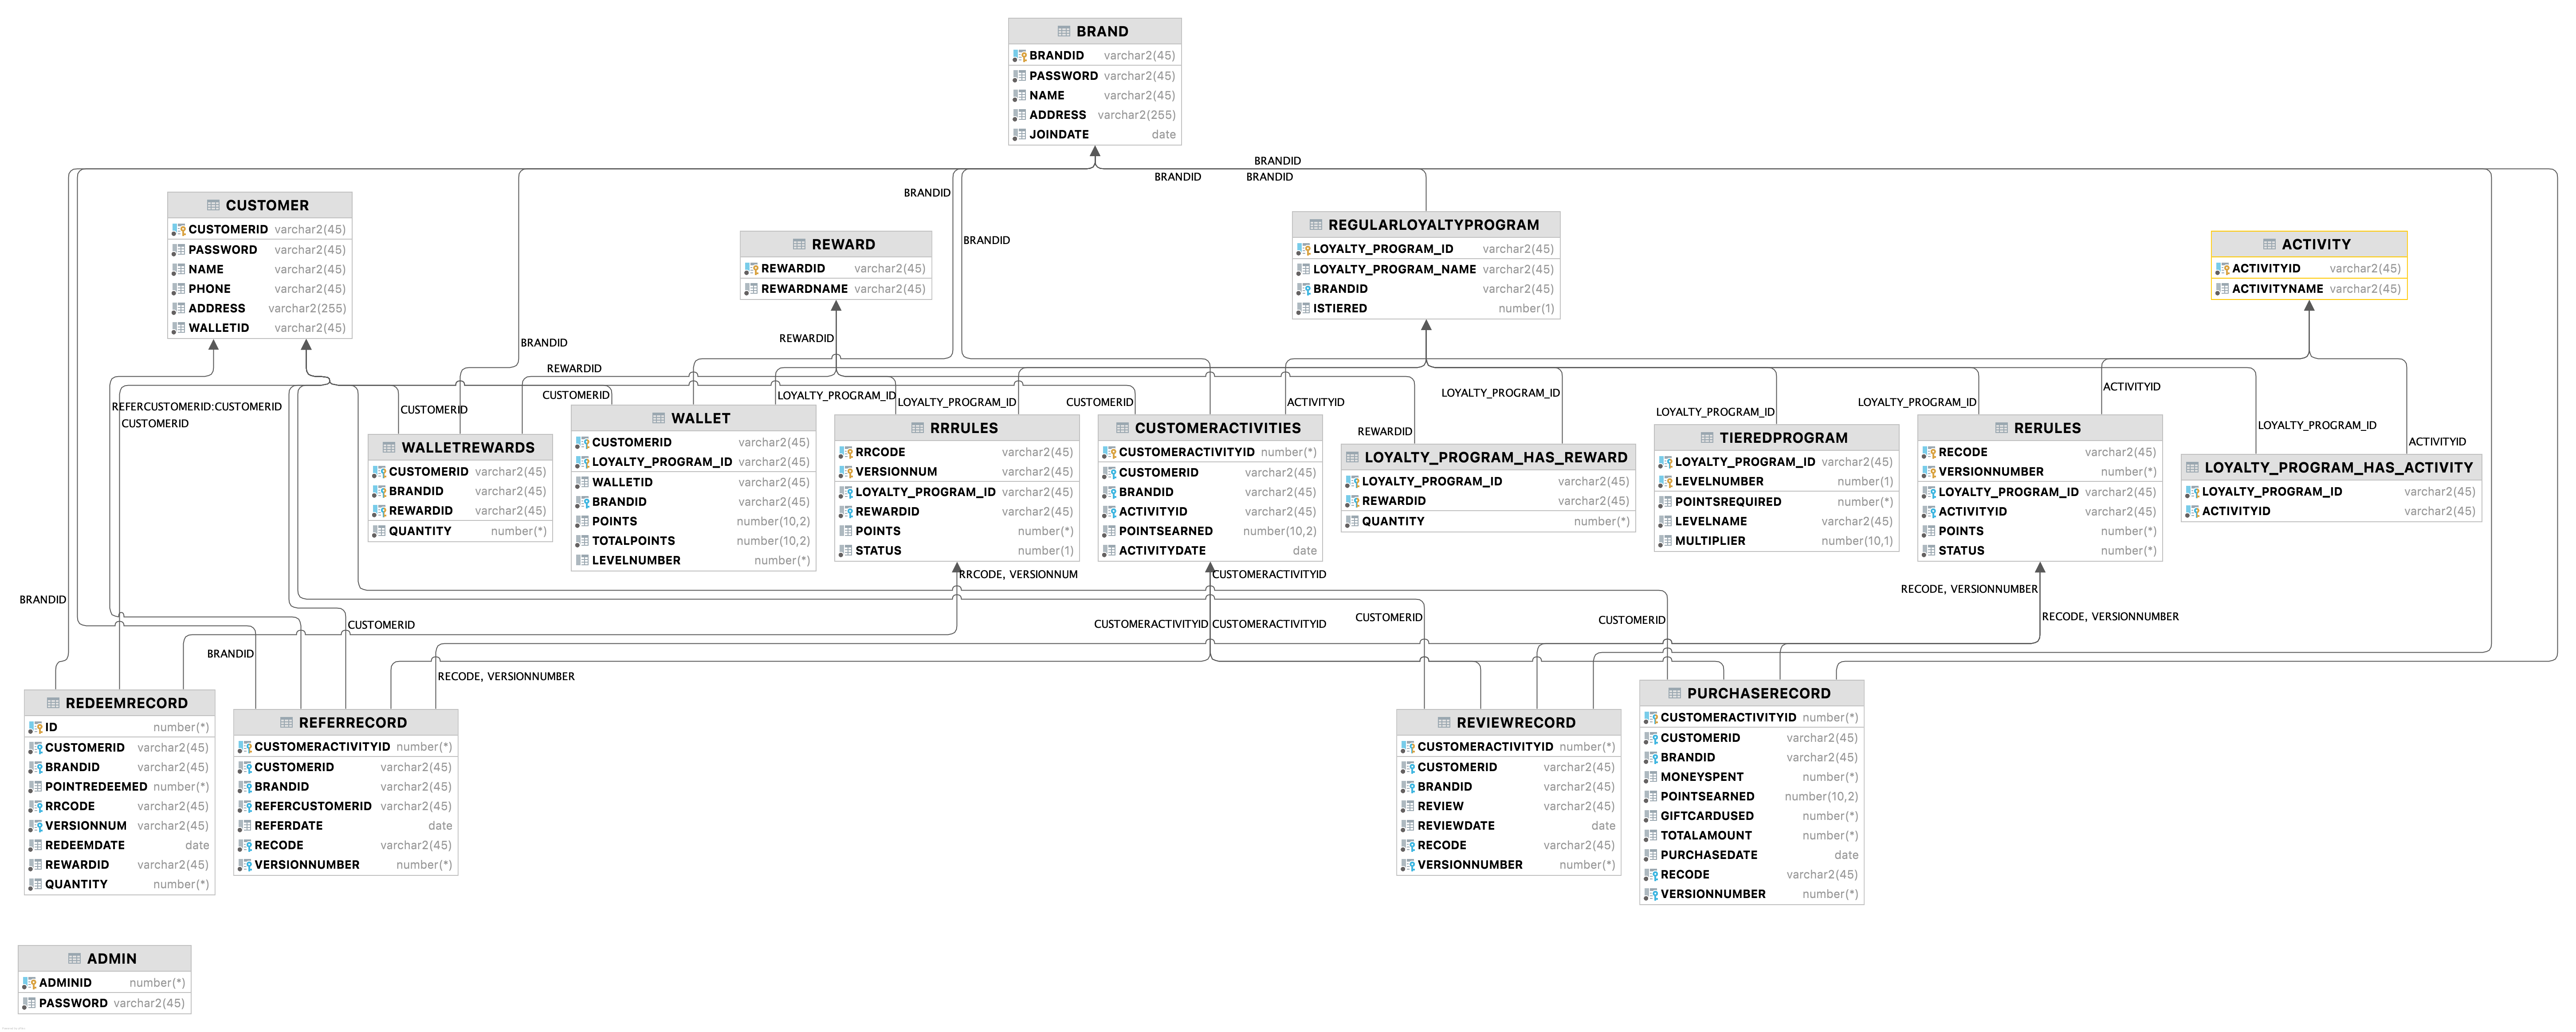 BRAND
BRANDID varchar2(45)
PASSWORD varchar2(45)
NAME varchar2(45)
ADDRESS varchar2(255)
JOINDATE date
BRANDID
BRANDID BRANDID
BRANDID
BRANDID
CUSTOMER
CUSTOMERID varchar2(45)
PASSWORD varchar2(45)
NAME varchar2(45)
PHONE varchar2(45)
ADDRESS varchar2(255)
WALLETID varchar2(45)
REWARD
REWARDID varchar2(45)
REWARDNAME varchar2(45)
REGULARLOYALTYPROGRAM
LOYALTY_PROGRAM_ID varchar2(45)
LOYALTY_PROGRAM_NAME varchar2(45)
BRANDID varchar2(45)
ISTIERED number(1)
ACTIVITY
ACTIVITYID varchar2(45)
ACTIVITYNAME varchar2(45)
REWARDID
BRANDID
REWARDID
REFERCUSTOMERID:CUSTOMERID
CUSTOMERID
CUSTOMERID
CUSTOMERID
LOYALTY_PROGRAM_ID
LOYALTY_PROGRAM_ID
CUSTOMERID
ACTIVITYID
REWARDID
LOYALTY_PROGRAM_ID
LOYALTY_PROGRAM_ID
LOYALTY_PROGRAM_ID
ACTIVITYID
LOYALTY_PROGRAM_ID
ACTIVITYID
WALLETREWARDS
CUSTOMERID varchar2(45)
BRANDID varchar2(45)
REWARDID varchar2(45)
QUANTITY number(*)
WALLET
CUSTOMERID varchar2(45)
LOYALTY_PROGRAM_ID varchar2(45)
WALLETID varchar2(45)
BRANDID varchar2(45)
POINTS number(10,2)
TOTALPOINTS number(10,2)
LEVELNUMBER number(*)
RRRULES
RRCODE varchar2(45)
VERSIONNUM varchar2(45)
LOYALTY_PROGRAM_ID varchar2(45)
REWARDID varchar2(45)
POINTS number(*)
STATUS number(1)
CUSTOMERACTIVITIES
CUSTOMERACTIVITYID number(*)
CUSTOMERID varchar2(45)
BRANDID varchar2(45)
ACTIVITYID varchar2(45)
POINTSEARNED number(10,2)
ACTIVITYDATE date
LOYALTY_PROGRAM_HAS_REWARD
LOYALTY_PROGRAM_ID varchar2(45)
REWARDID varchar2(45)
QUANTITY number(*)
TIEREDPROGRAM
LOYALTY_PROGRAM_ID varchar2(45)
LEVELNUMBER number(1)
POINTSREQUIRED number(*)
LEVELNAME varchar2(45)
MULTIPLIER number(10,1)
RERULES
RECODE varchar2(45)
VERSIONNUMBER number(*)
LOYALTY_PROGRAM_ID varchar2(45)
ACTIVITYID varchar2(45)
POINTS number(*)
STATUS number(*)
LOYALTY_PROGRAM_HAS_ACTIVITY
LOYALTY_PROGRAM_ID varchar2(45)
ACTIVITYID varchar2(45)
RRCODE, VERSIONNUM
CUSTOMERACTIVITYID
RECODE, VERSIONNUMBER
BRANDID
CUSTOMERID
BRANDID
CUSTOMERACTIVITYID CUSTOMERACTIVITYID
CUSTOMERID
CUSTOMERID
RECODE, VERSIONNUMBER
RECODE, VERSIONNUMBER
REDEEMRECORD
ID number(*)
CUSTOMERID varchar2(45)
BRANDID varchar2(45)
POINTREDEEMED number(*)
RRCODE varchar2(45)
VERSIONNUM varchar2(45)
REDEEMDATE date
REWARDID varchar2(45)
QUANTITY number(*)
REFERRECORD
CUSTOMERACTIVITYID number(*)
CUSTOMERID varchar2(45)
BRANDID varchar2(45)
REFERCUSTOMERID varchar2(45)
REFERDATE date
RECODE varchar2(45)
VERSIONNUMBER number(*)
REVIEWRECORD
CUSTOMERACTIVITYID number(*)
CUSTOMERID varchar2(45)
BRANDID varchar2(45)
REVIEW varchar2(45)
REVIEWDATE date
RECODE varchar2(45)
VERSIONNUMBER number(*)
PURCHASERECORD
CUSTOMERACTIVITYID number(*)
CUSTOMERID varchar2(45)
BRANDID varchar2(45)
MONEYSPENT number(*)
POINTSEARNED number(10,2)
GIFTCARDUSED number(*)
TOTALAMOUNT number(*)
PURCHASEDATE date
RECODE varchar2(45)
VERSIONNUMBER number(*)
ADMIN
ADMINID number(*)
PASSWORD varchar2(45)